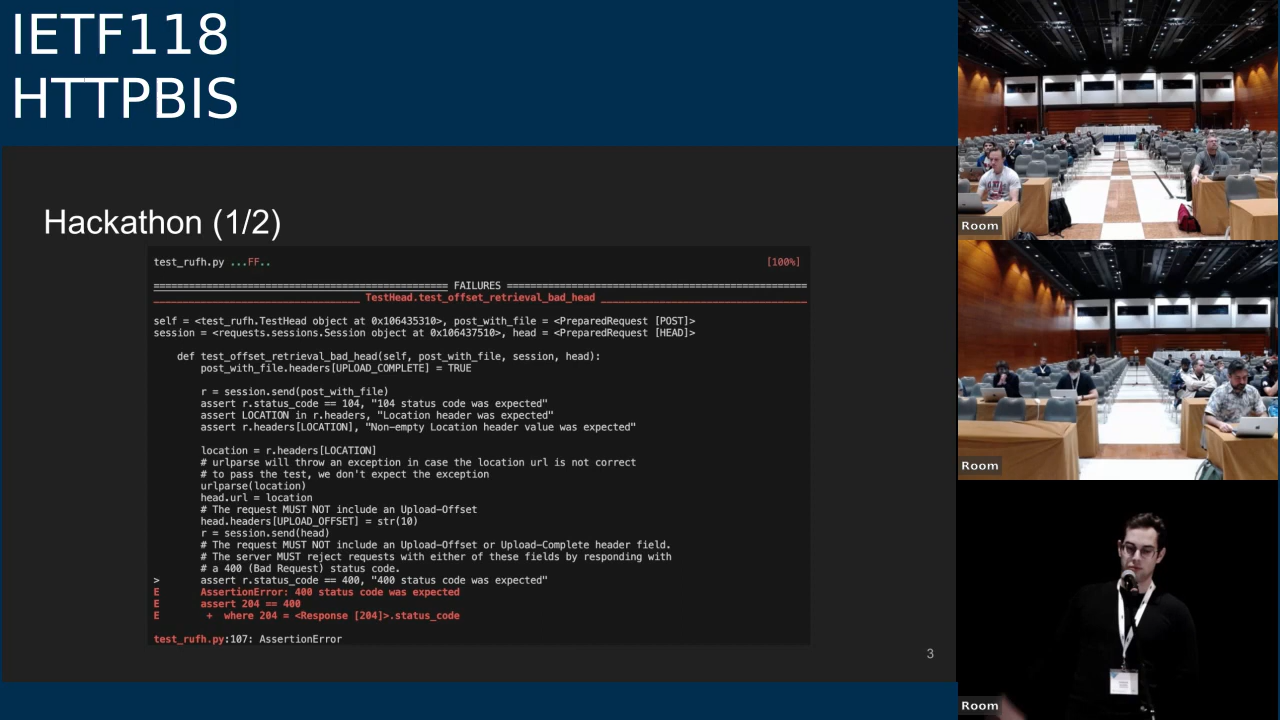 IETF118
HTTPBIS
Hackathon (1/2)
test_rufh.py ...FF.. [100%]
=============================================== FAILURES ================================================
_________________________________ TestHead.test_offset_retrieval_bad_head _________________________________
self = <test_rufh.TestHead object at 0x106435310>, post_with_file = <PreparedRequest [POST]>
session = <requests.sessions.Session object at 0x106437510>, head = <PreparedRequest [HEAD]>
def test_offset_retrieval_bad_head(self, post_with_file, session, head):
post_with_file.headers[UPLOAD_COMPLETE] = TRUE
r = session.send(post_with_file)
assert r.status_code == 104, "104 status code was expected"
assert LOCATION in r.headers, "Location header was expected"
assert r.headers[LOCATION], "Non-empty Location header value was expected"
location = r.headers[LOCATION]
# urlparse will throw an exception in case the location url is not correct
# to pass the test, we don't expect the exception
urlparse(location)
head.url = location
# The request MUST NOT include an Upload-Offset
head.headers[UPLOAD_OFFSET] = str(10)
r = session.send(head)
# The request MUST NOT include an Upload-Offset or Upload-Complete header field.
# The server MUST reject requests with either of these fields by responding with
# a 400 (Bad Request) status code.
> assert r.status_code == 400, "400 status code was expected"
E AssertionError: 400 status code was expected
E assert 204 == 400
E + where 204 = <Response [204]>.status_code
test_rufh.py:107: AssertionError
3
Room
Room
Room